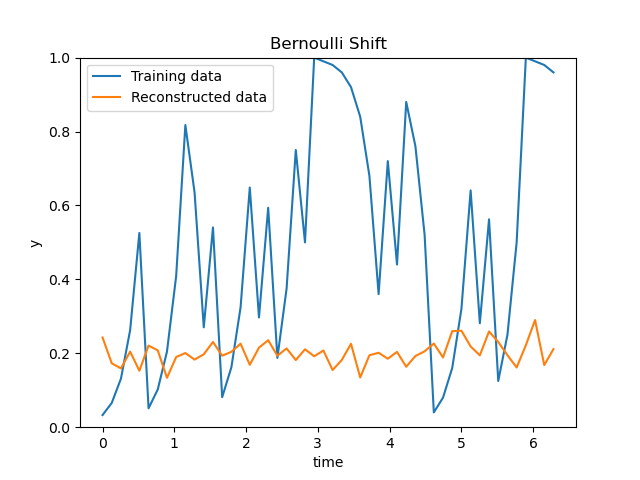 Bernoulli Shift
Training data
Reconstructed data
y
1.0
0.8
0.6
0.4
0.2
0.0
0 1 2 3 4 5 6
time